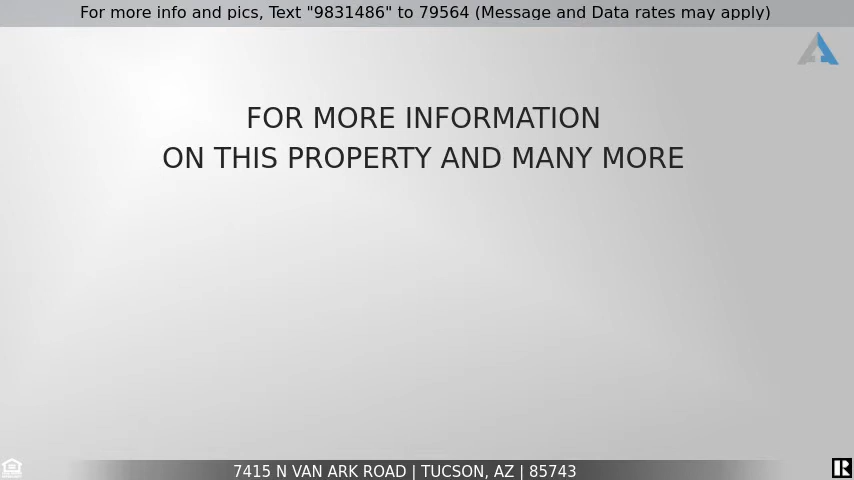 For more info and pics, Text "9831486" to 79564 (Message and Data rates may apply)
FOR MORE INFORMATION
ON THIS PROPERTY AND MANY MORE
7415 N VAN ARK ROAD | TUCSON, AZ | 85743